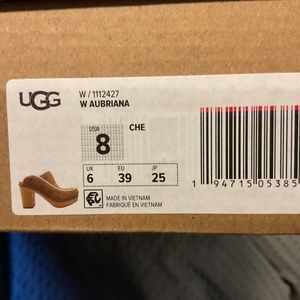 UGG
W / 1112427
W AUBRIANA
USA
8
CHE
UK EU JP
6 39 25
MADE IN VIETNAM
FABRIQUÉ EN VIETNAM
1 94715 05385